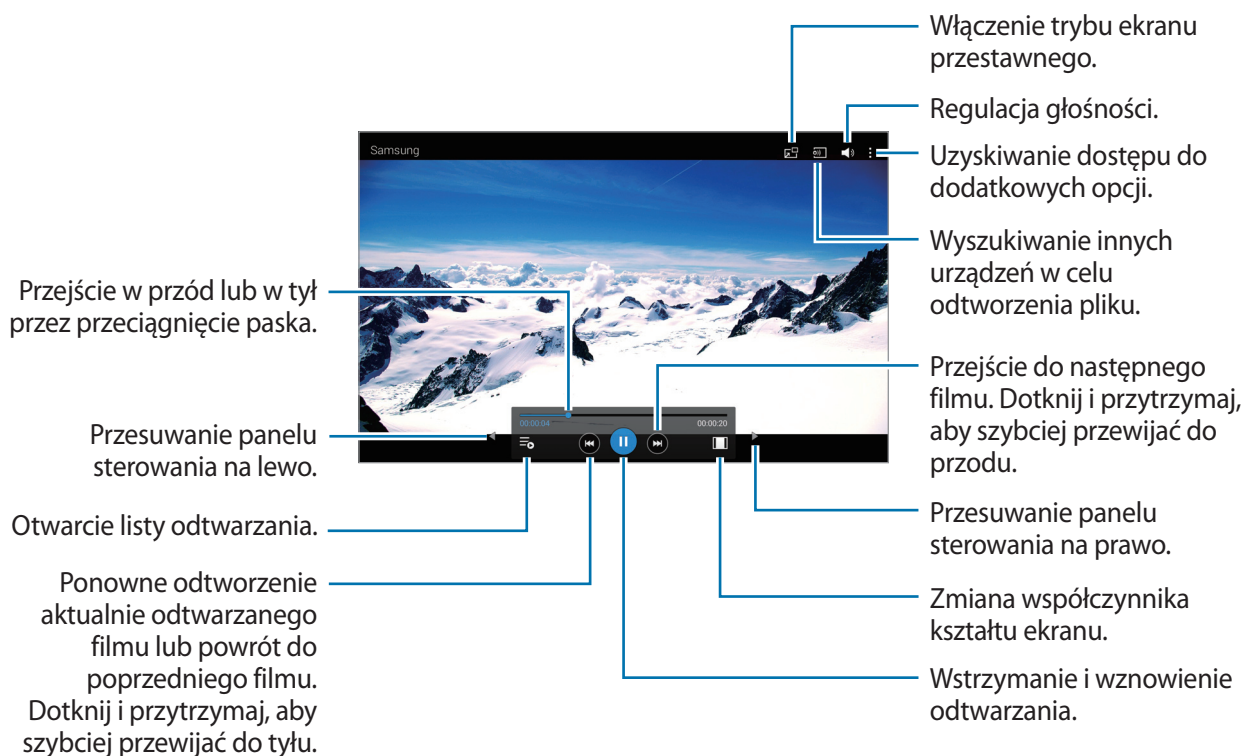 Włączenie trybu ekranu
przestawnego.
Regulacja głośności.
Uzyskiwanie dostępu do
dodatkowych opcji.
Wyszukiwanie innych
urządzeń w celu
odtworzenia pliku.
Przejście do następnego
filmu. Dotknij i przytrzymaj,
aby szybciej przewijać do
przodu.
Przesuwanie panelu
sterowania na prawo.
Zmiana współczynnika
kształtu ekranu.
Wstrzymanie i wznowienie
odtwarzania.
Samsung
00:00:04
00:00:20
Przejście w przód lub w tył
przez przeciągnięcie paska.
Przesuwanie panelu
sterowania na lewo.
Otwarcie listy odtwarzania.
Ponowne odtworzenie
aktualnie odtwarzanego
filmu lub powrót do
poprzedniego filmu.
Dotknij i przytrzymaj, aby
szybciej przewijać do tyłu.